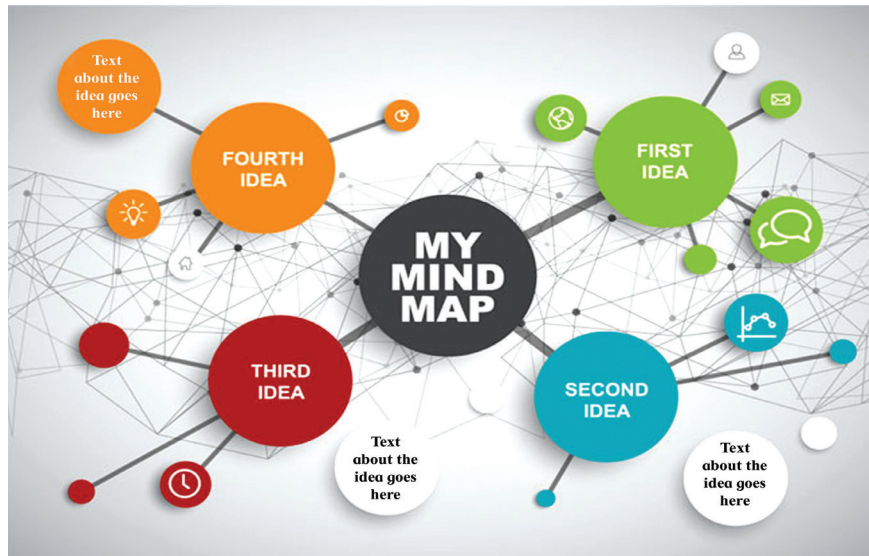 Text
about the
idea goes
here
FOURTH
IDEA
FIRST
IDEA
MY
MIND
MAP
THIRD
IDEA
SECOND
IDEA
Text
about the
idea goes
here
Text
about the
idea goes
here